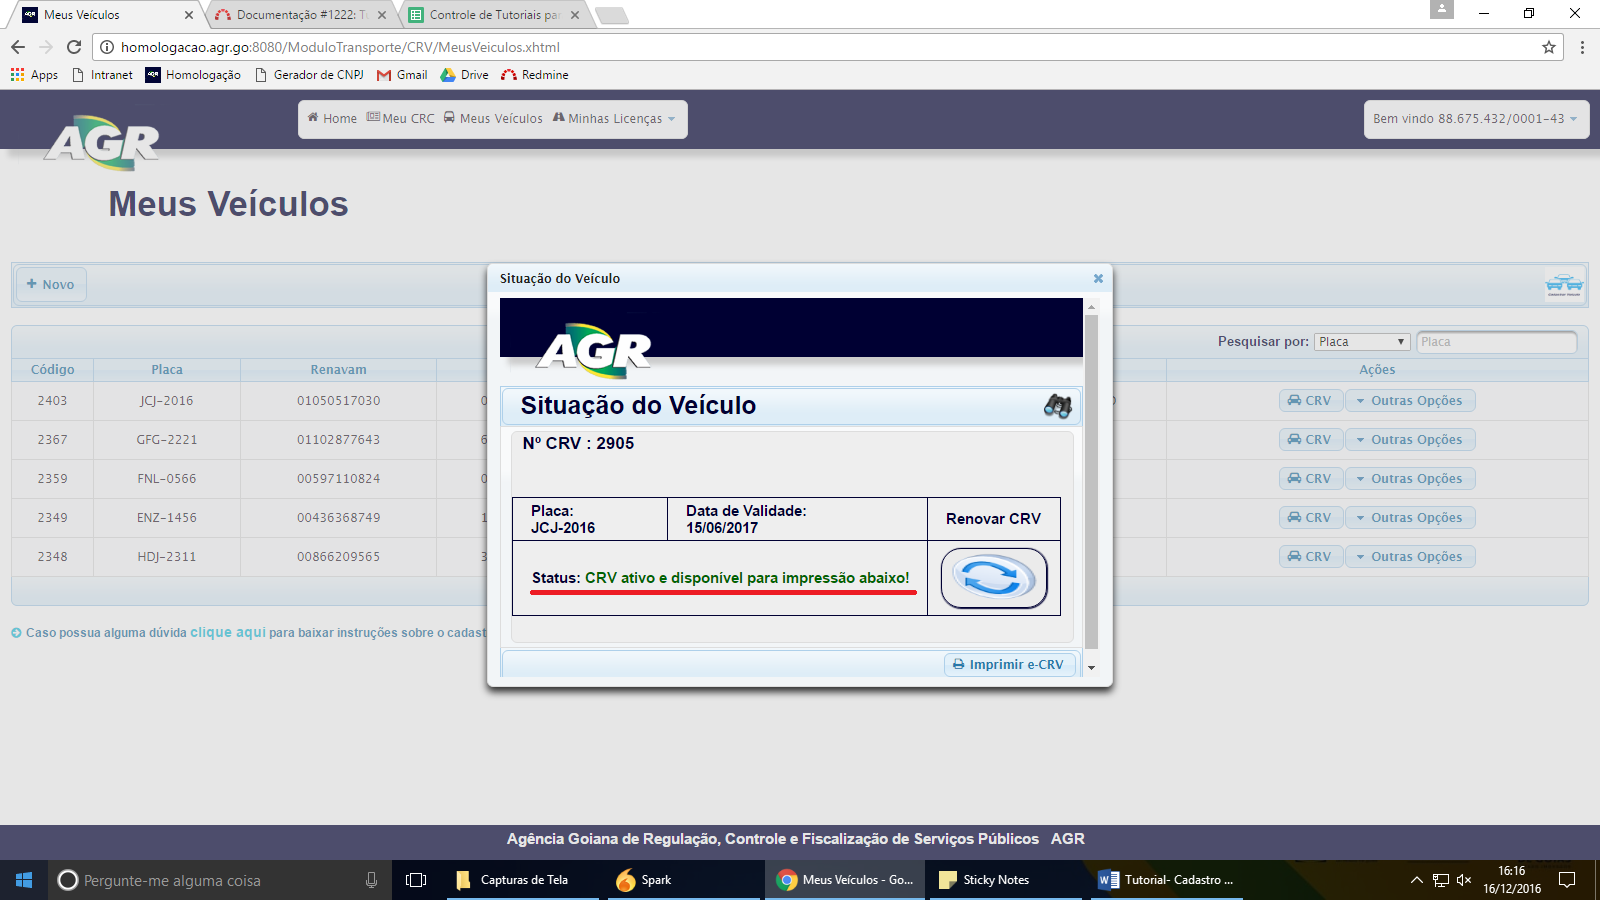 Meus Veículos
Documentação #1222: Tu
Controle de Tutoriais pa
homologacao.agr.go:8080/ModuloTransporte/CRV/MeusVeiculos.xhtml
Apps Intranet AGR Homologação Gerador de CNPJ Gmail Drive Redmine
AGR
Home Meu CRC Meus Veículos Minhas Licenças
Bem vindo 88.675.432/0001-43
Meus Veículos
Novo
Pesquisar por: Placa Placa
Código Placa Renavam Ações
2403 JCJ-2016 01050517030 0 CRV Outras Opções
2367 GFG-2221 01102877643 6 CRV Outras Opções
2359 FNL-0566 00597110824 0 CRV Outras Opções
2349 ENZ-1456 00436368749 1 CRV Outras Opções
2348 HDJ-2311 00866209565 3 CRV Outras Opções
Caso possua alguma dúvida clique aqui para baixar instruções sobre o cadast
Situação do Veículo
AGR
Situação do Veículo
Nº CRV : 2905
Placa:
JCJ-2016
Data de Validade:
15/06/2017
Renovar CRV
Status: CRV ativo e disponível para impressão abaixo!
Imprimir e-CRV
Agência Goiana de Regulação, Controle e Fiscalização de Serviços Públicos AGR
Pergunte-me alguma coisa
Capturas de Tela
Spark
Meus Veículos - Go...
Sticky Notes
Tutorial- Cadastro ...
16:16
16/12/2016